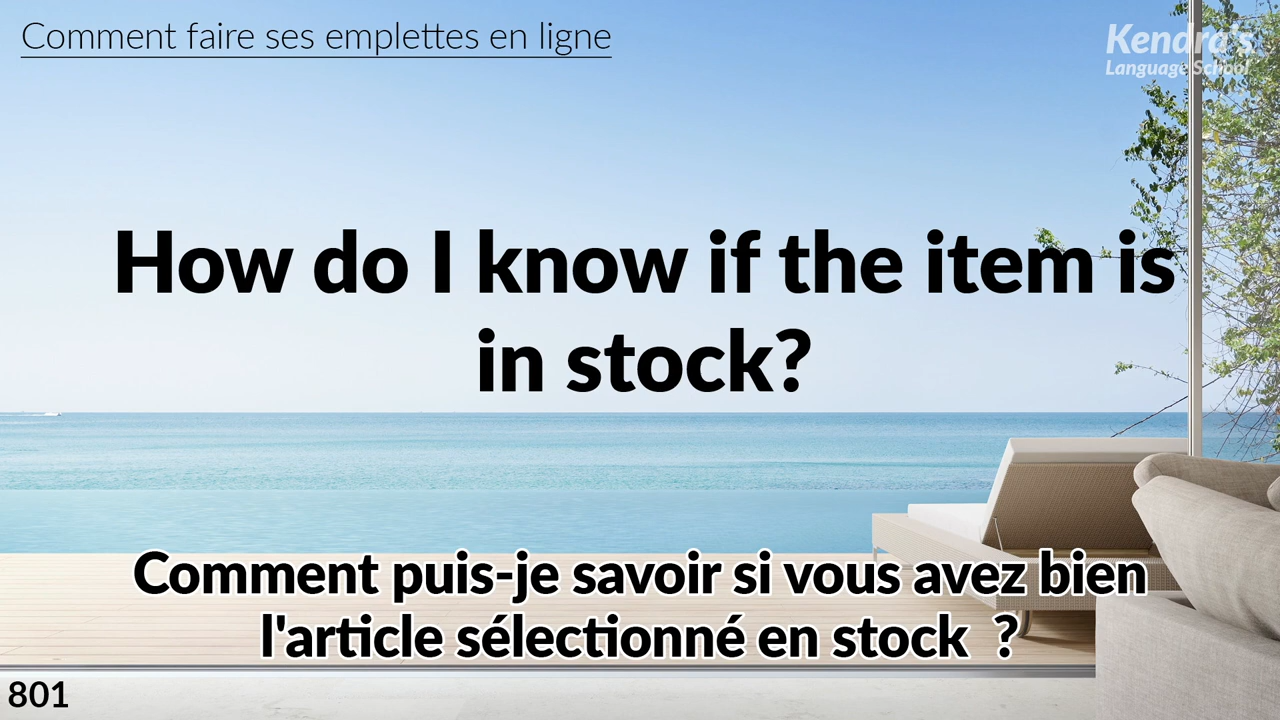 Comment faire ses emplettes en ligne
Kendra's
Language School
How do I know if the item is
in stock?
Comment puis-je savoir si vous avez bien
l'article sélectionné en stock  ?
801